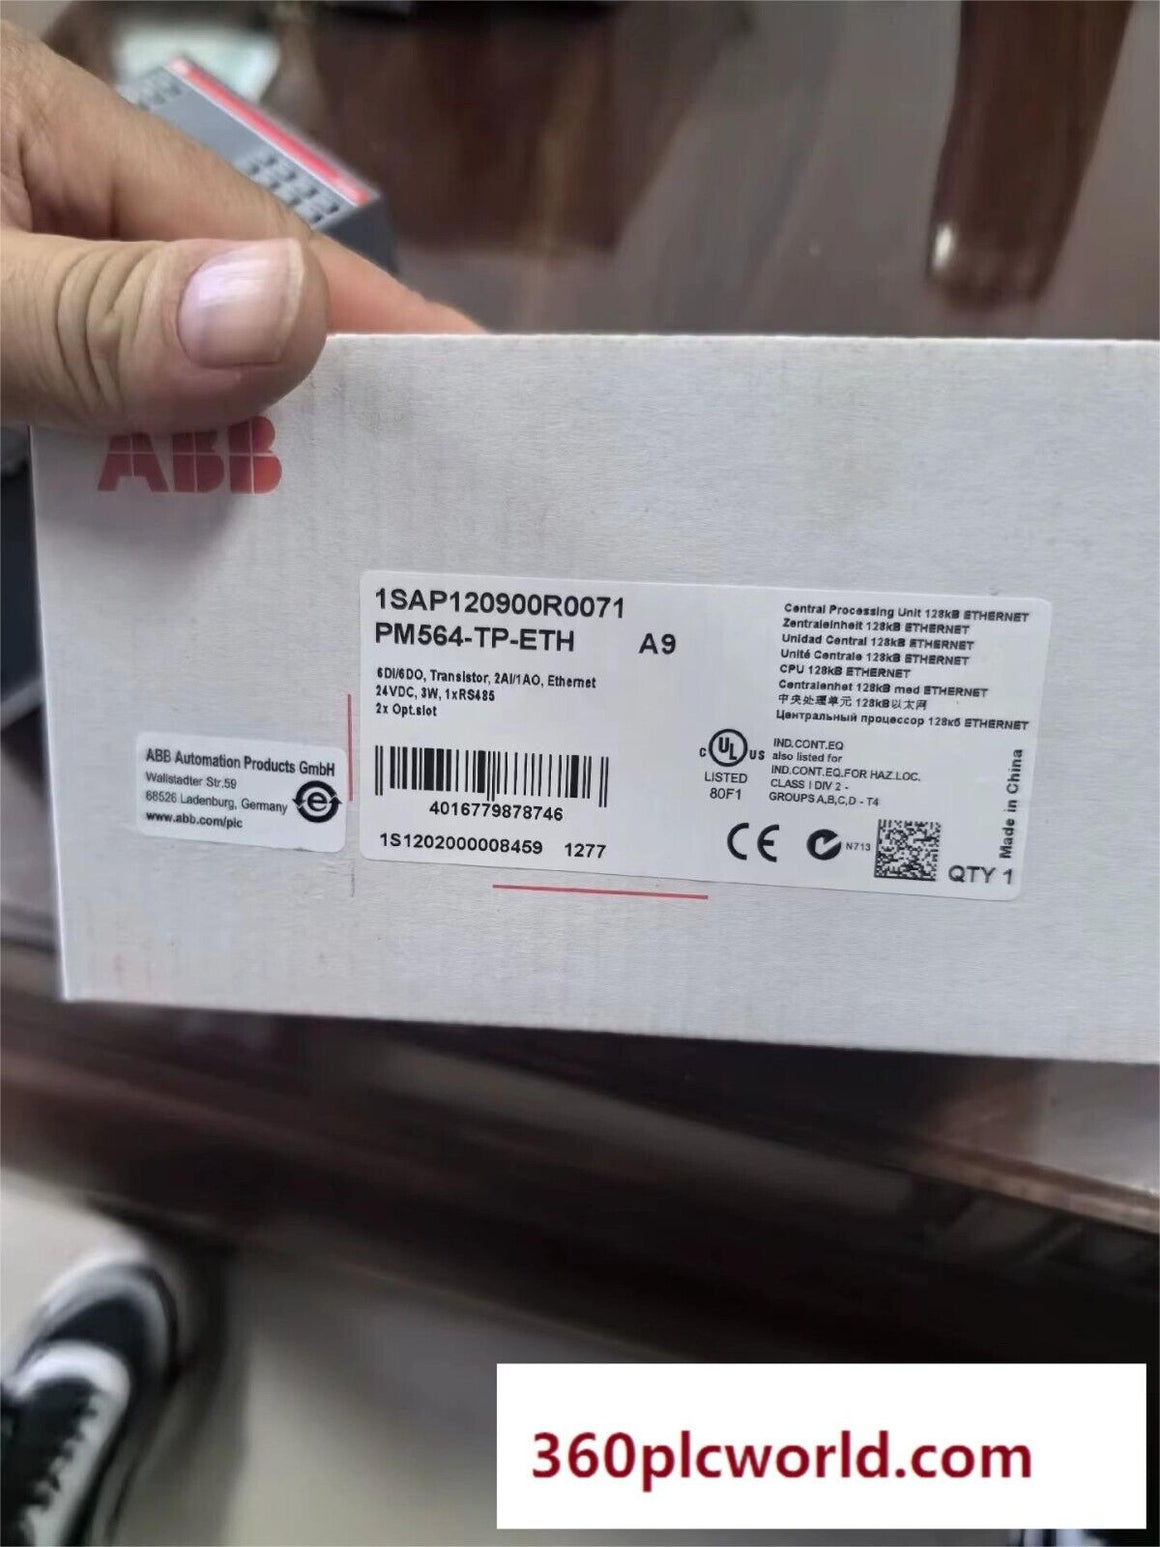 ABB
1SAP120900R0071
PM564-TP-ETH A9
6DI/6DO, Transistor, 2AI/1AO, Ethernet
24VDC, 3W, 1xRS485
2x Opt.slot
4016779878746
1S1202000008459 1277
Central Processing Unit 128kB ETHERNET
Zentraleinheit 128kB ETHERNET
Unidad Central 128kB ETHERNET
Unité Centrale 128kB ETHERNET
CPU 128kB ETHERNET
Centralenhet 128kB med ETHERNET
中央处理单元 128kB以太网
Центральный процессор 128кб ETHERNET
C UL US
LISTED
80F1
IND.CONT.EQ
also listed for
IND.CONT.EQ.FOR HAZ.LOC.
CLASS I DIV 2 -
GROUPS A,B,C,D - T4
CE
N713
QTY 1
Made in China
ABB Automation Products GmbH
Wallstadter Str.59
68526 Ladenburg, Germany
www.abb.com/plc
360plcworld.com